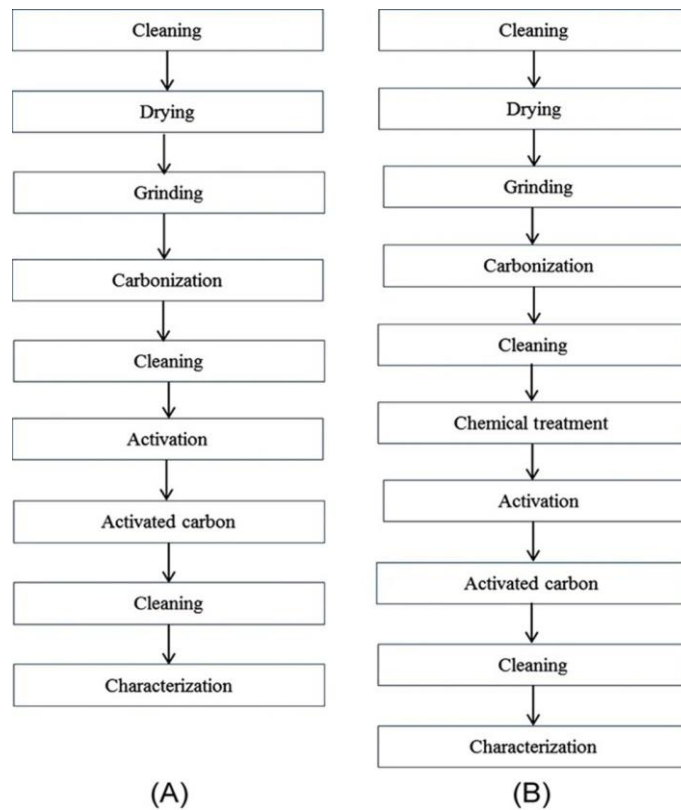 Cleaning
Drying
Grinding
Carbonization
Cleaning
Activation
Activated carbon
Cleaning
Characterization
(A)
Cleaning
Drying
Grinding
Carbonization
Cleaning
Chemical treatment
Activation
Activated carbon
Cleaning
Characterization
(B)